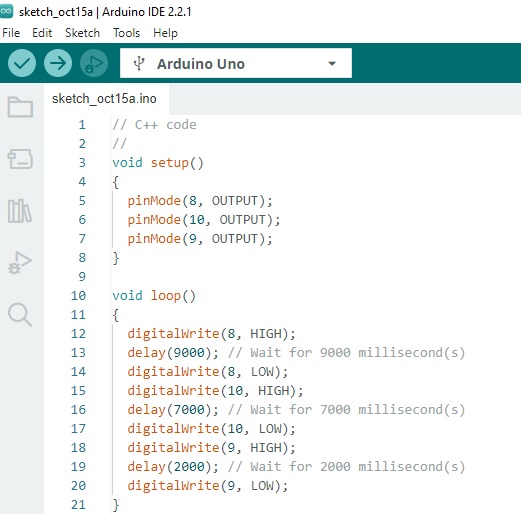 sketch_oct15a | Arduino IDE 2.2.1
File Edit Sketch Tools Help
Arduino Uno
sketch_oct15a.ino
1 // C++ code
2 //
3 void setup()
4 {
5 pinMode(8, OUTPUT);
6 pinMode(10, OUTPUT);
7 pinMode(9, OUTPUT);
8 }
9
10 void loop()
11 {
12 digitalWrite(8, HIGH);
13 delay(9000); // Wait for 9000 millisecond(s)
14 digitalWrite(8, LOW);
15 digitalWrite(10, HIGH);
16 delay(7000); // Wait for 7000 millisecond(s)
17 digitalWrite(10, LOW);
18 digitalWrite(9, HIGH);
19 delay(2000); // Wait for 2000 millisecond(s)
20 digitalWrite(9, LOW);
21 }